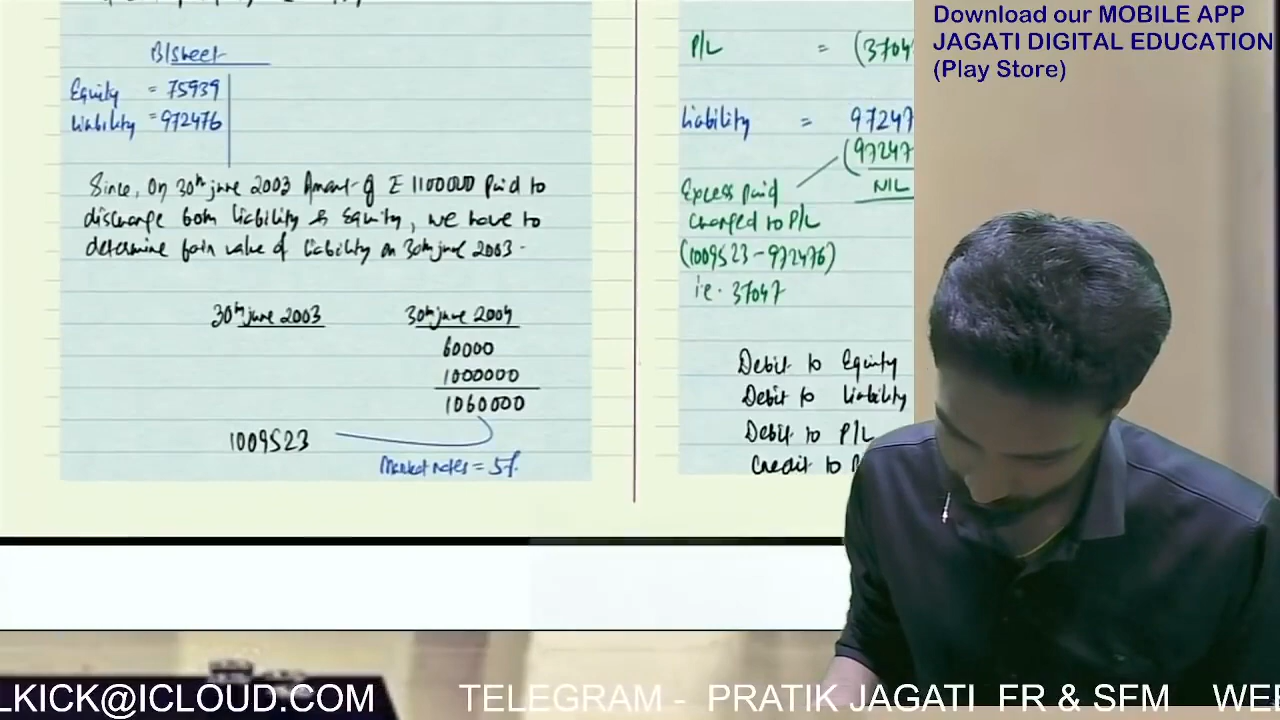 Download our MOBILE APP
JAGATI DIGITAL EDUCATION
(Play Store)
B/Sheet
Equity = 75939
Liability = 972476
Since, On 30th june 2003 Amount of £ 1100000 Paid to
discharge both liability & Equity, we have to
determine fair value of liability on 30th june 2003.
30th june 2003 30th june 2004
60000
1000000
1060000
1009523
Market rates = 5%
P/L = (3704
Liability = 97247
(97247
NIL
Excess paid
charged to P/L
(1009523-972476)
i.e. 37047
Debit to Equity
Debit to Liability
Debit to P/L
Credit to
LKICK@ICLOUD.COM TELEGRAM - PRATIK JAGATI FR & SFM WE